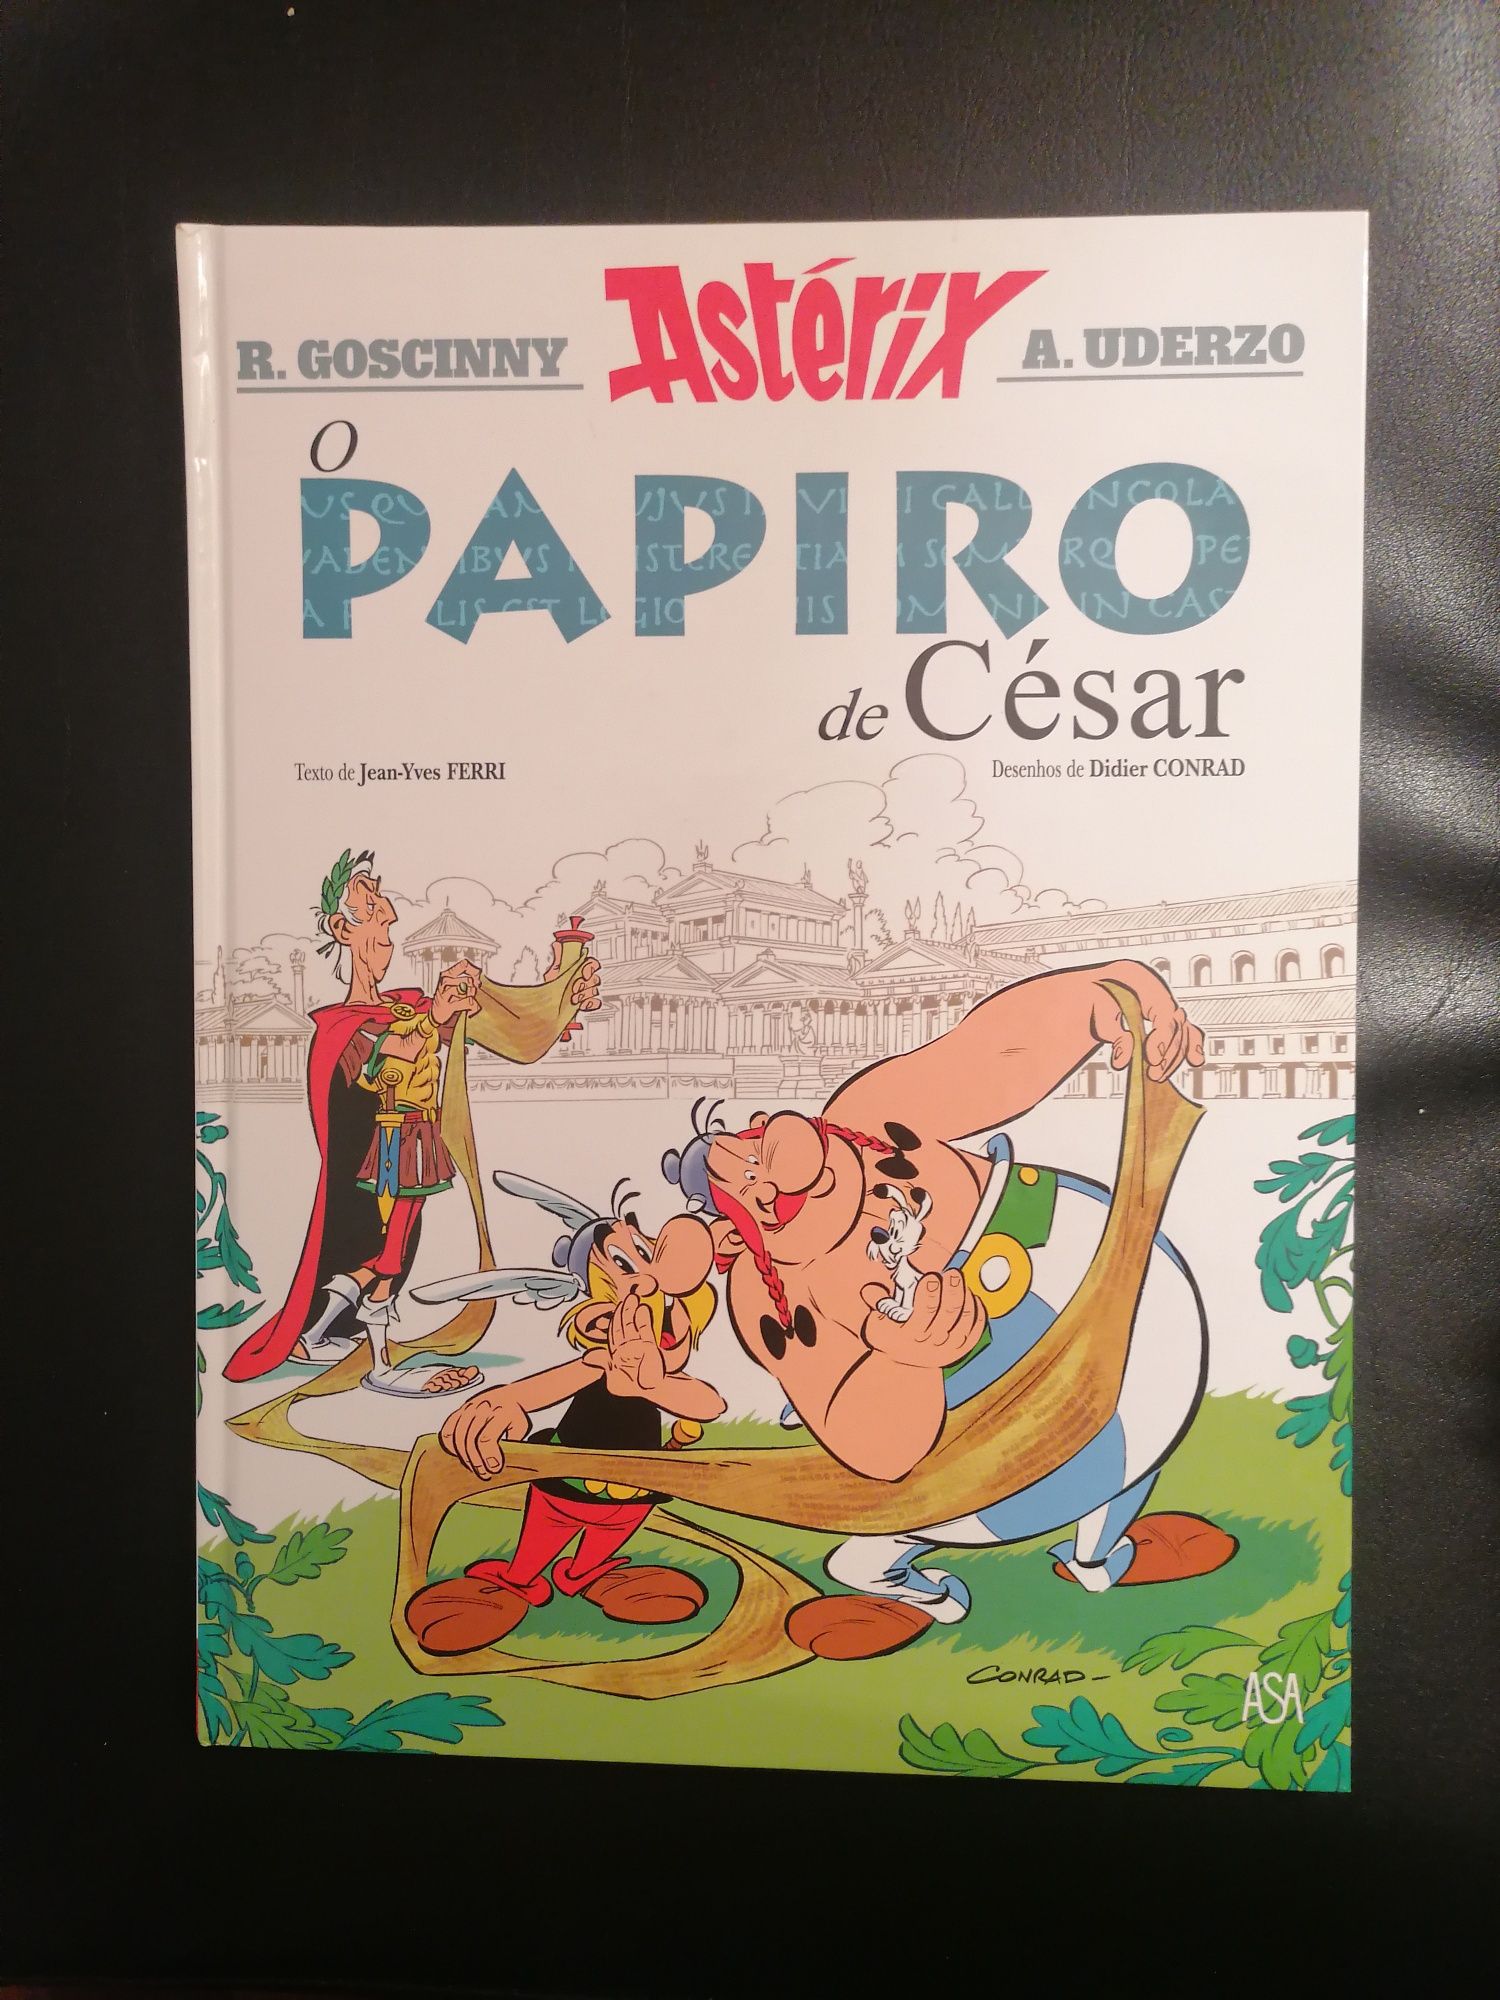 Astérix
R. GOSCINNY
A. UDERZO
O
PAPIRO
de César
Texto de Jean-Yves FERRI
Desenhos de Didier CONRAD
CONRAD-
ASA